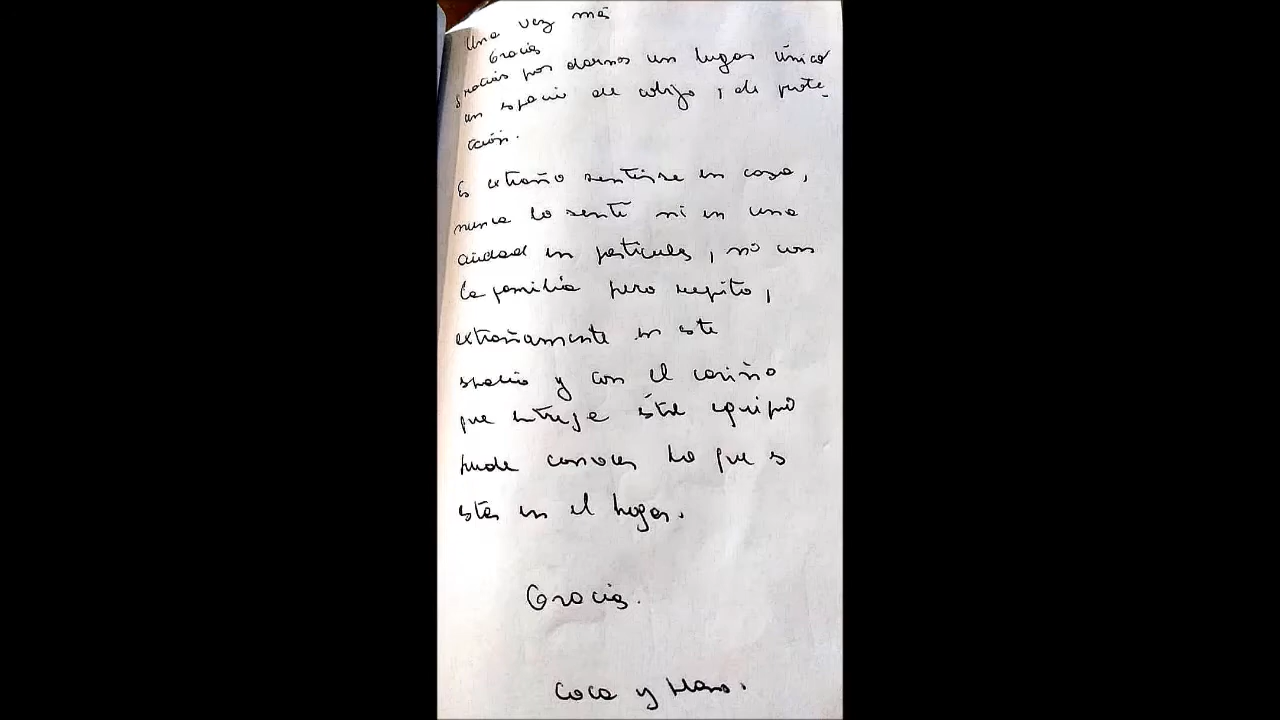 Una vez más
Gracias
gracias por darnos un lugar único
un espacio de cobijo, de prote-
cción.
Es extraño sentirse en casa,
nunca lo sentí ni en una
ciudad en particular, ni con
la familia pero repito,
extrañamente en este
espacio y con el cariño
que entrega éste equipo
pude conocer lo que es
estar en el hogar.
Gracias.
Coca y